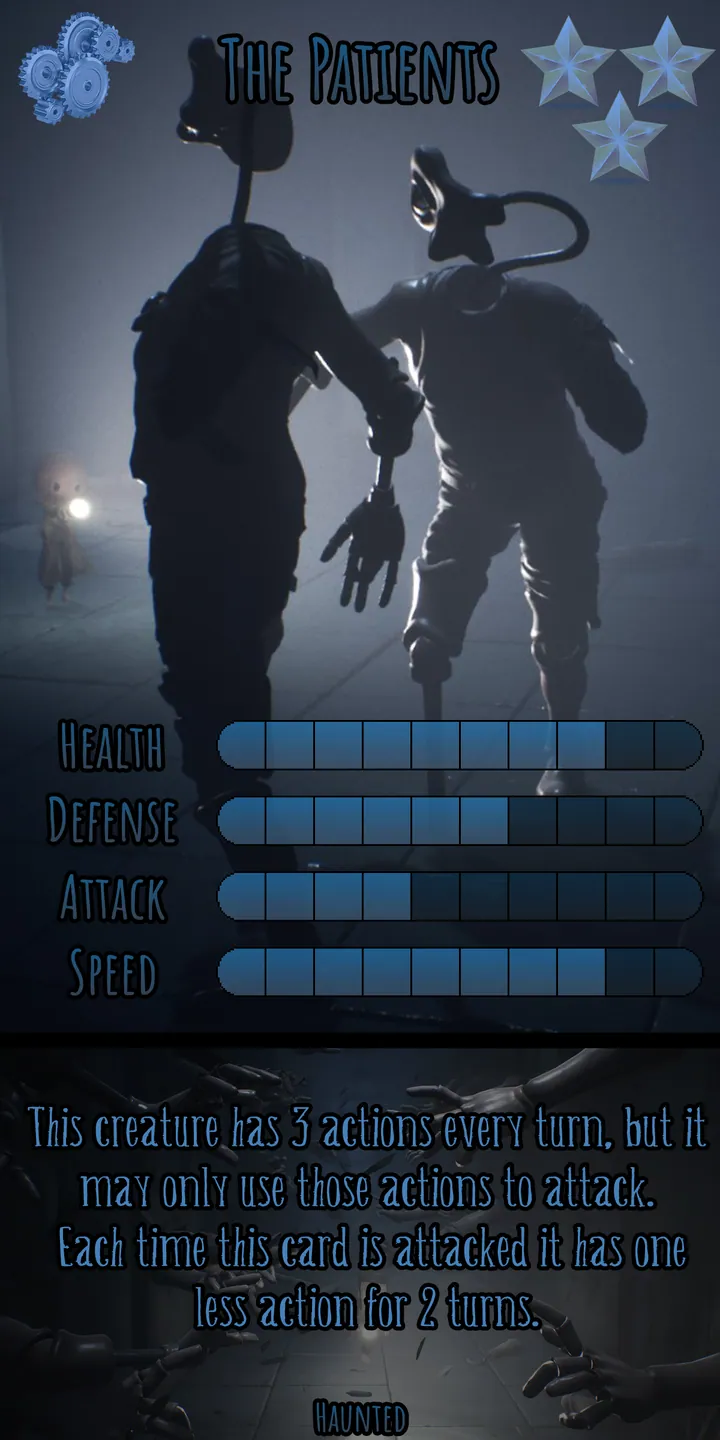 The Patients
Health
Defense
Attack
Speed
This creature has 3 actions every turn, but it
may only use those actions to attack.
Each time this card is attacked it has one
less action for 2 turns.
Haunted